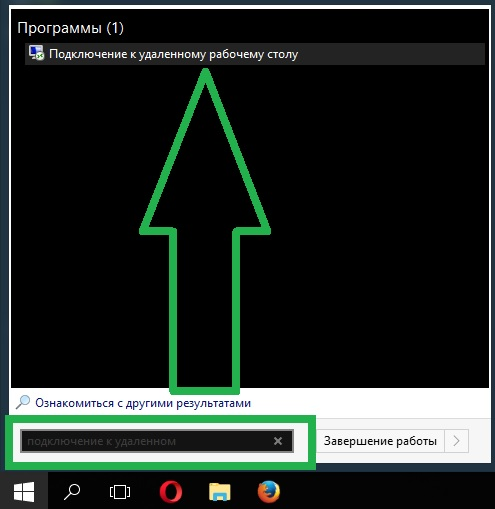 Программы (1)
Подключение к удаленному рабочему столу
Ознакомиться с другими результатами
подключение к удаленном
Завершение работы